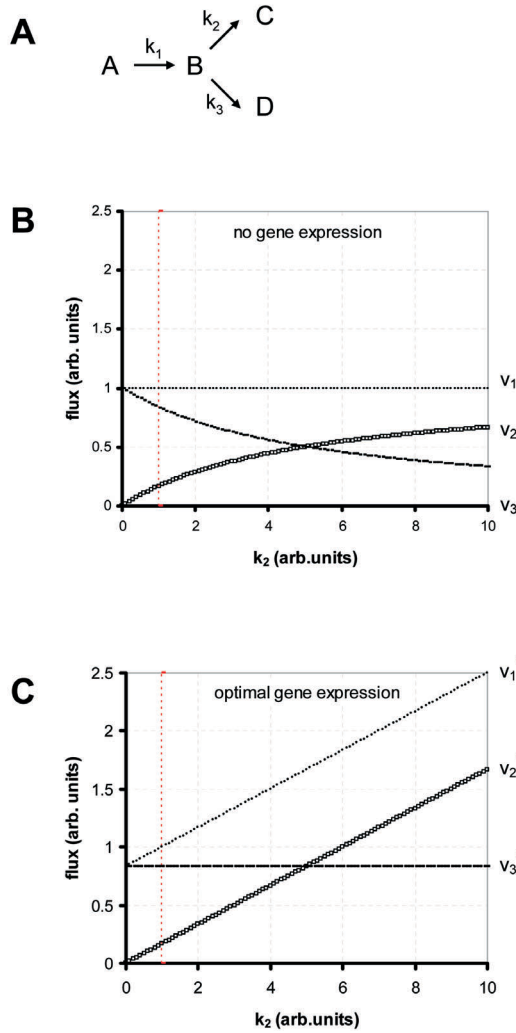 A
A k₁ B
k₂ C
k₃ D
B
no gene expression
flux (arb. units)
2.5
2
1.5
1
0.5
0
0 2 4 6 8 10
v₁
v₂
v₃
k₂ (arb.units)
C
optimal gene expression
flux (arb. units)
2.5
2
1.5
1
0.5
0
0 2 4 6 8 10
v₁
v₂
v₃
k₂ (arb.units)